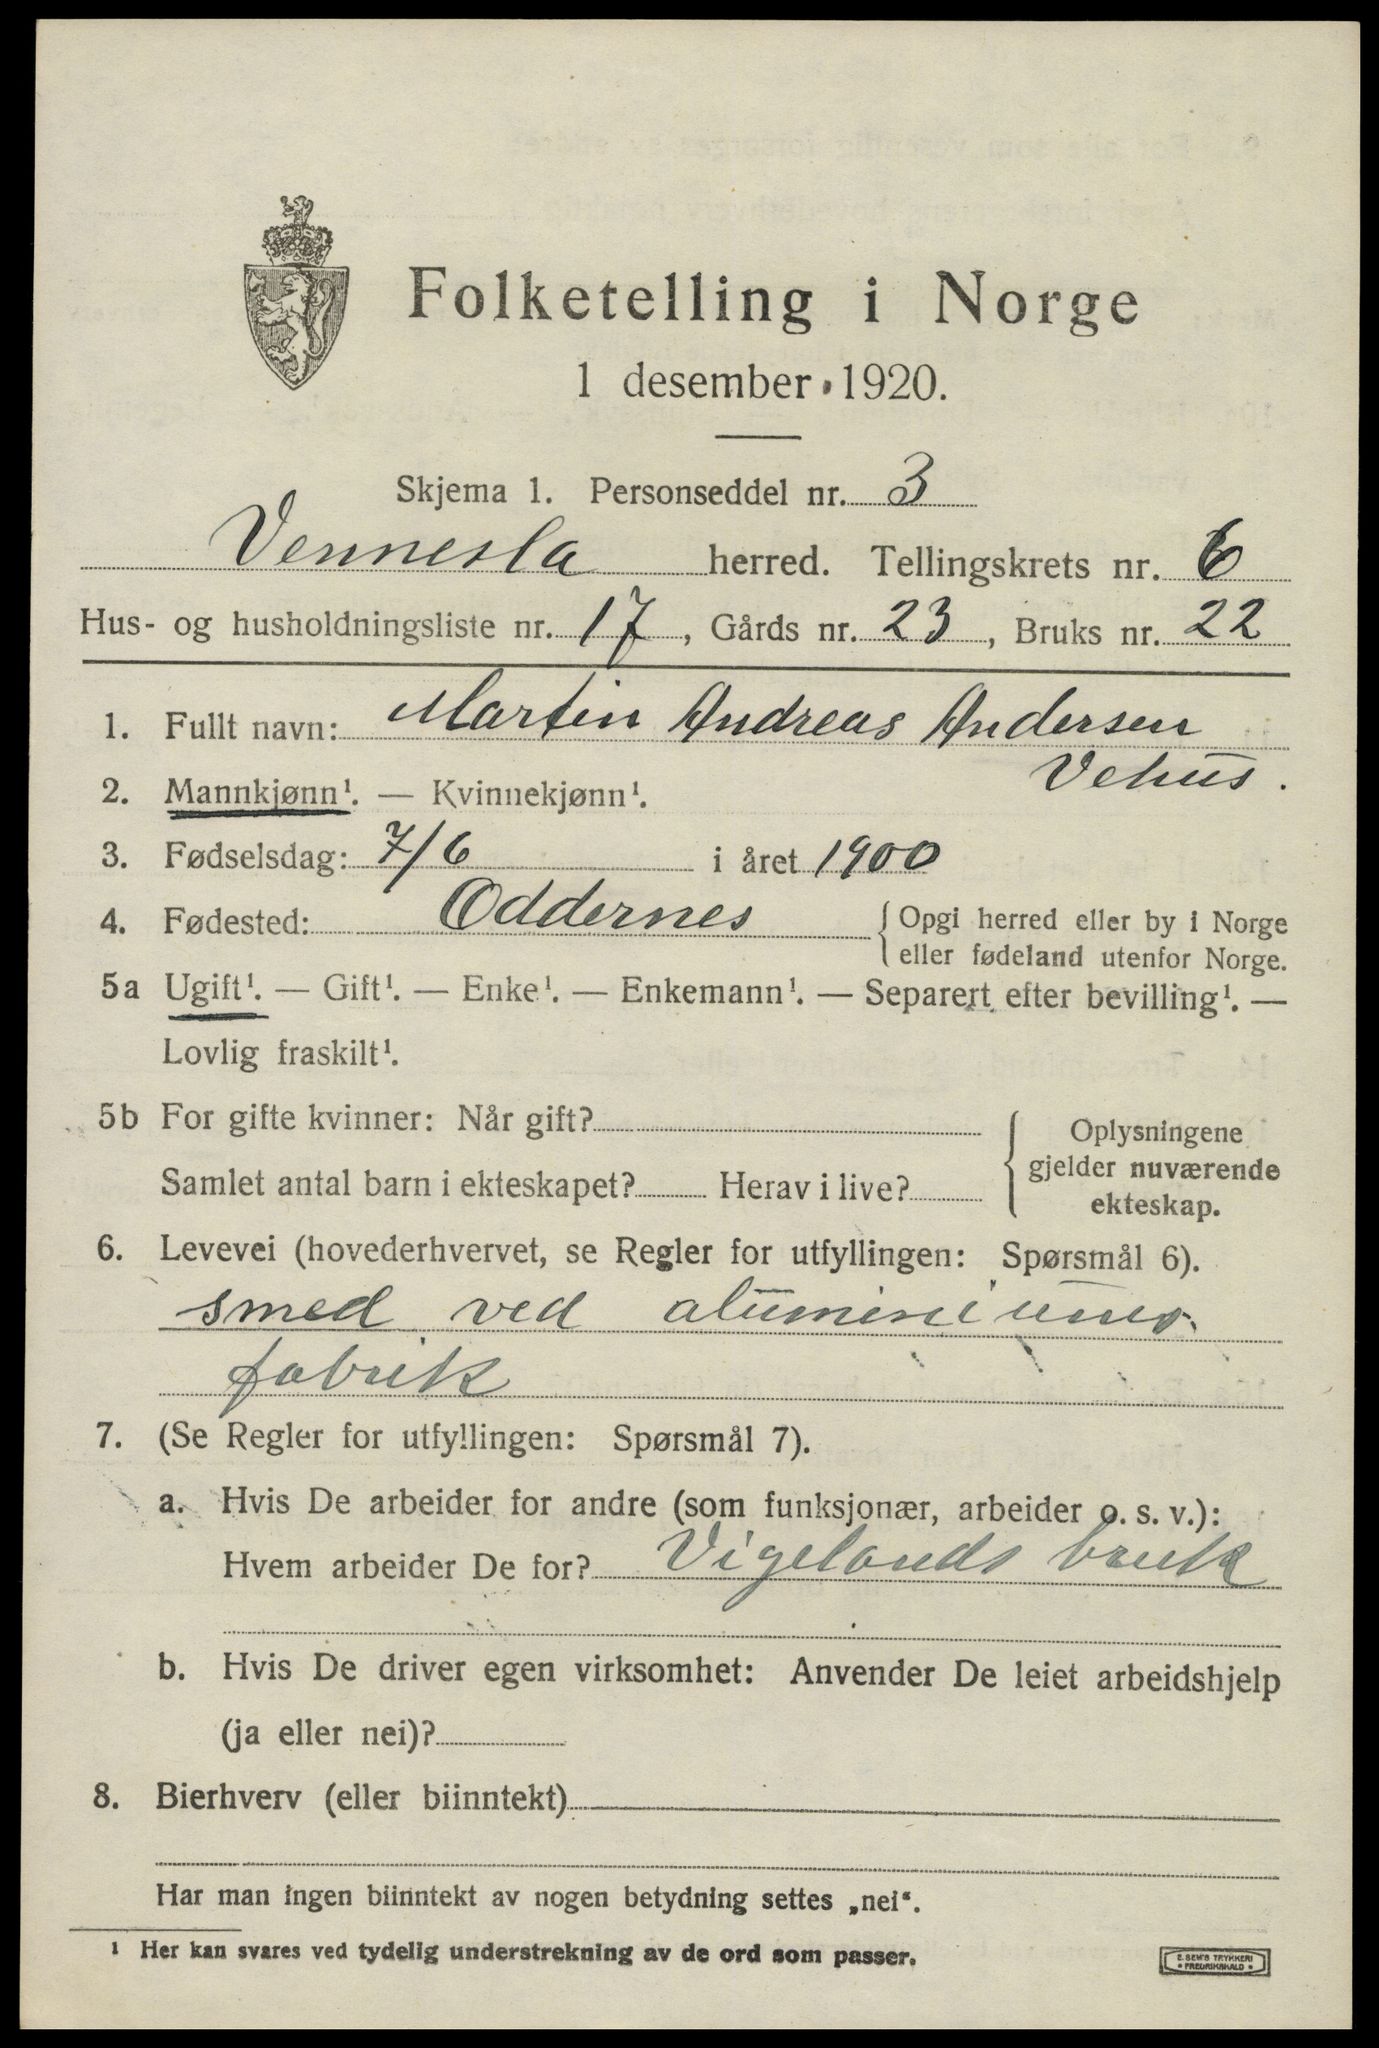 Folketelling i Norge
1 desember 1920.
Skjema 1. Personseddel nr. 3
Vennesla herred. Tellingskrets nr. 6
Hus- og husholdningsliste nr. 17, Gårds nr. 23, Bruks nr. 22
1. Fullt navn: Martin Andreas Andersen
Vehus.
2. Mannkjønn¹. — Kvinnekjønn¹.
3. Fødselsdag: 7/6 i året 1900
4. Fødested: Oddernes { Opgi herred eller by i Norge
eller fødeland utenfor Norge.
5a Ugift¹. — Gift¹. — Enke¹. — Enkemann¹. — Separert efter bevilling¹. —
Lovlig fraskilt¹.
5b For gifte kvinner: Når gift?
Samlet antal barn i ekteskapet? Herav i live?
{ Oplysningene
gjelder nuværende
ekteskap.
6. Levevei (hovederhvervet, se Regler for utfyllingen: Spørsmål 6).
smed ved aluminiums
fabrik
7. (Se Regler for utfyllingen: Spørsmål 7).
a. Hvis De arbeider for andre (som funksjonær, arbeider o. s. v.):
Hvem arbeider De for? Vigelands bruk
b. Hvis De driver egen virksomhet: Anvender De leiet arbeidshjelp
(ja eller nei)?
8. Bierhverv (eller biinntekt)
Har man ingen biinntekt av nogen betydning settes „nei“.
¹ Her kan svares ved tydelig understrekning av de ord som passer.
E. SEM'S TRYKKERI
• FREDRIKSHALD •